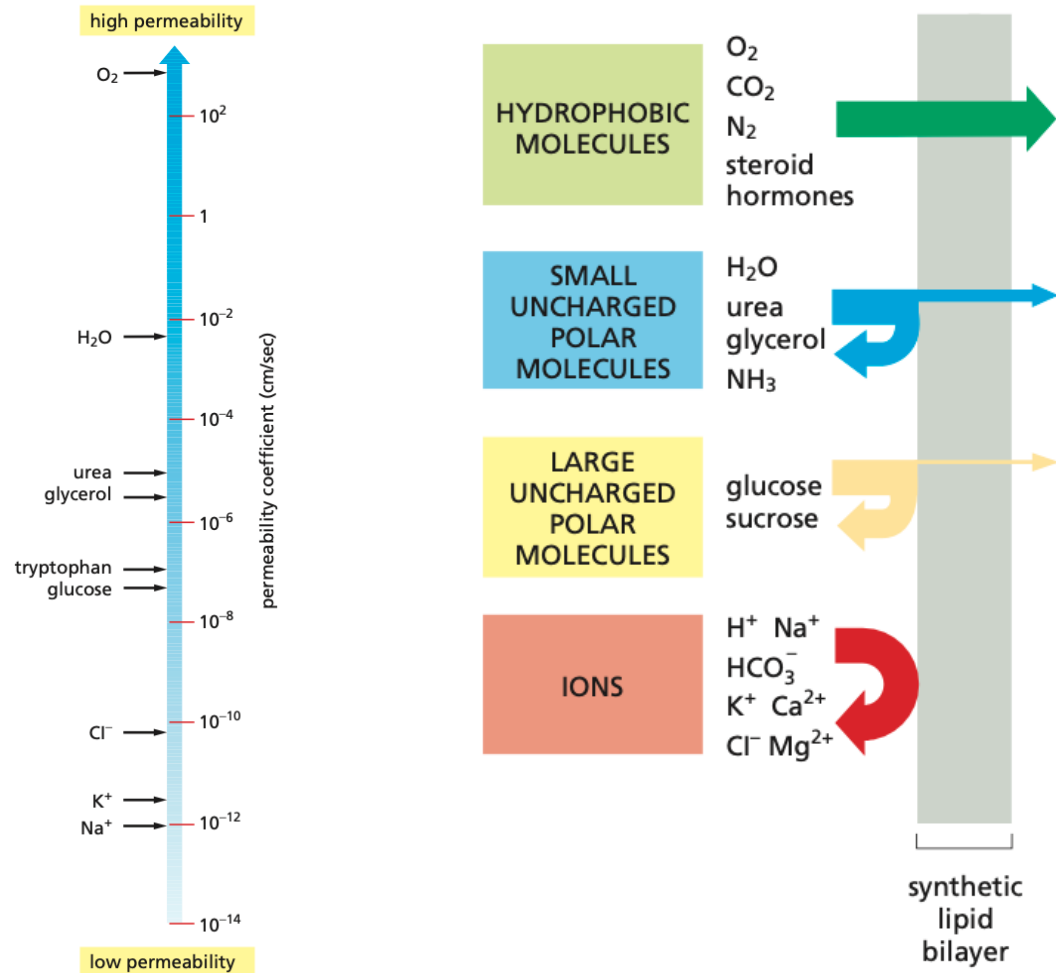 high permeability
O₂
10²
1
10⁻²
H₂O
10⁻⁴
urea
glycerol
10⁻⁶
tryptophan
glucose
10⁻⁸
10⁻¹⁰
Cl⁻
K⁺
Na⁺
10⁻¹²
10⁻¹⁴
low permeability
permeability coefficient (cm/sec)
HYDROPHOBIC
MOLECULES
O₂
CO₂
N₂
steroid
hormones
SMALL
UNCHARGED
POLAR
MOLECULES
H₂O
urea
glycerol
NH₃
LARGE
UNCHARGED
POLAR
MOLECULES
glucose
sucrose
IONS
H⁺ Na⁺
HCO₃⁻
K⁺ Ca²⁺
Cl⁻ Mg²⁺
synthetic
lipid
bilayer